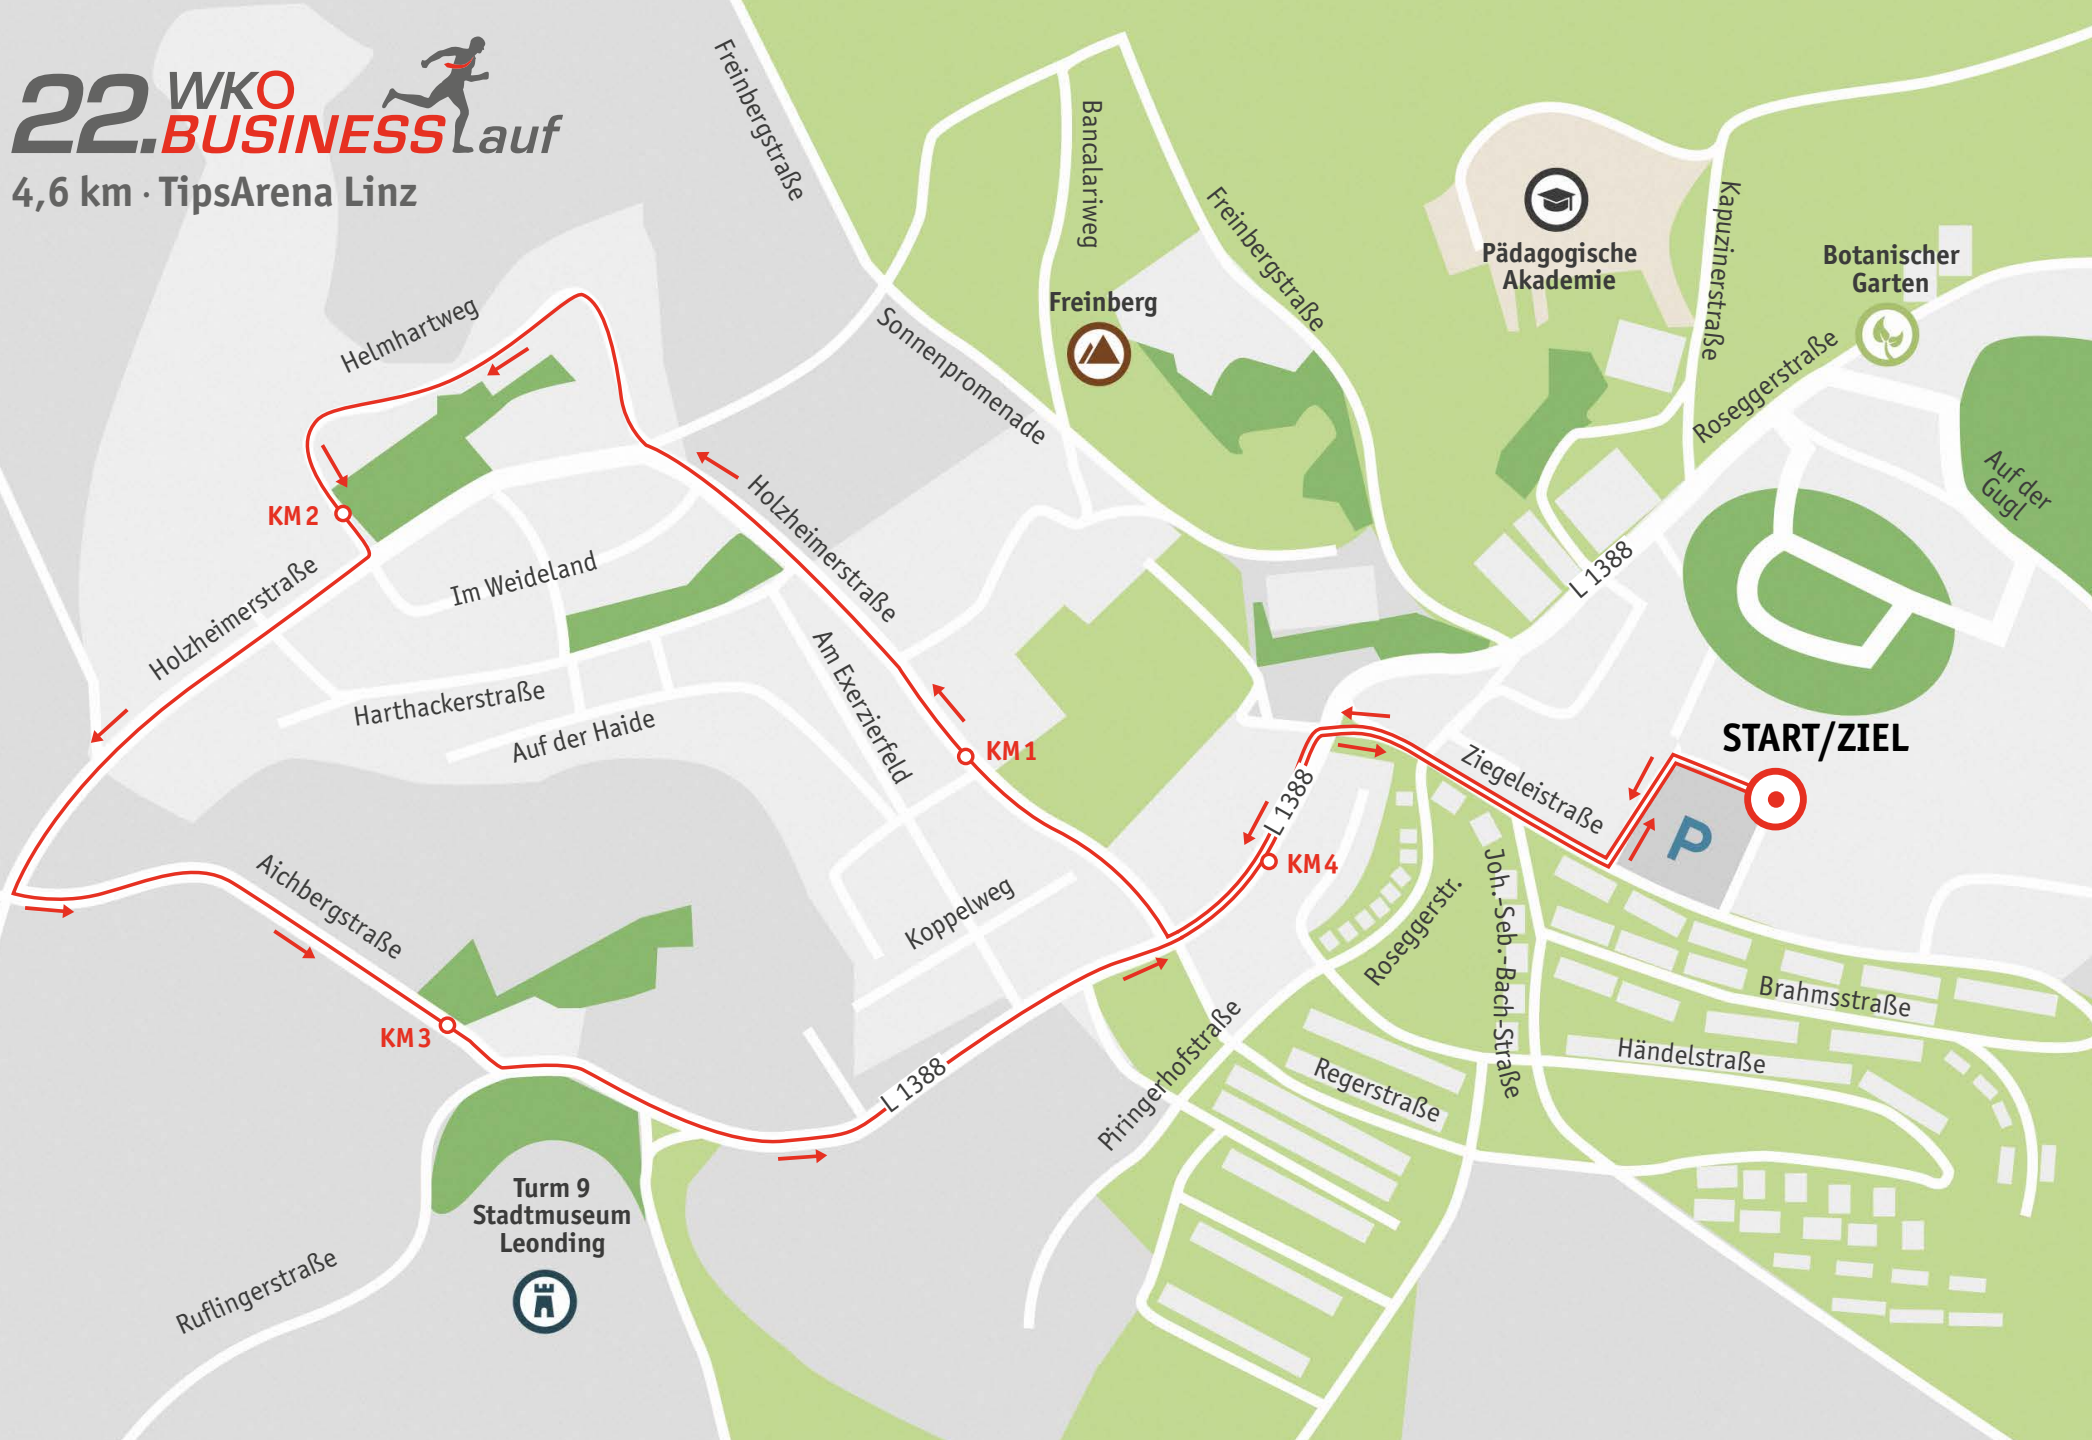 22. WKO
BUSINESSLauf
4,6 km · TipsArena Linz
Freinbergstraße
Bancalariweg
Freinbergstraße
Pädagogische
Akademie
Kapuzinerstraße
Botanischer
Garten
Freinberg
Helmhartweg
Sonnenpromenade
Roseggerstraße
Auf der
Gugl
KM 2
Holzheimerstraße
Im Weideland
L 1388
Holzheimerstraße
Am Exerzierfeld
Harthackerstraße
Auf der Haide
KM 1
START/ZIEL
Ziegeleistraße
P
L 1388
KM 4
Aichbergstraße
Koppelweg
Roseggerstr.
Joh.-Seb.-Bach-Straße
Brahmsstraße
KM 3
Händelstraße
L 1388
Piringerhofstraße
Regerstraße
Turm 9
Stadtmuseum
Leonding
Ruflingerstraße